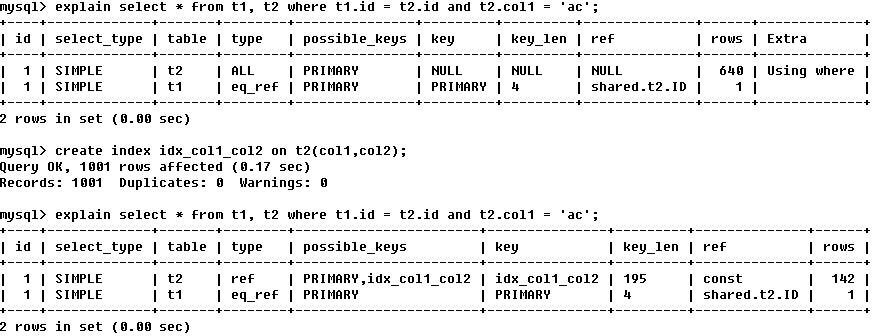 mysql> explain select * from t1, t2 where t1.id = t2.id and t2.col1 = 'ac';
+----+-------------+-------+--------+---------------+---------+---------+--------------+------+-------------+
| id | select_type | table | type   | possible_keys | key     | key_len | ref          | rows | Extra       |
+----+-------------+-------+--------+---------------+---------+---------+--------------+------+-------------+
| 1 | SIMPLE      | t2    | ALL    | PRIMARY       | NULL    | NULL    | NULL         | 640 | Using where |
| 1 | SIMPLE      | t1    | eq_ref | PRIMARY       | PRIMARY | 4       | shared.t2.ID | 1 |             |
+----+-------------+-------+--------+---------------+---------+---------+--------------+------+-------------+
2 rows in set (0.00 sec)
mysql> create index idx_col1_col2 on t2(col1,col2);
Query OK, 1001 rows affected (0.17 sec)
Records: 1001  Duplicates: 0  Warnings: 0
mysql> explain select * from t1, t2 where t1.id = t2.id and t2.col1 = 'ac';
+----+-------------+-------+--------+-----------------------+---------------+---------+--------------+------+
| id | select_type | table | type   | possible_keys         | key           | key_len | ref          | rows |
+----+-------------+-------+--------+-----------------------+---------------+---------+--------------+------+
| 1 | SIMPLE      | t2    | ref    | PRIMARY,idx_col1_col2 | idx_col1_col2 | 195     | const        | 142 |
| 1 | SIMPLE      | t1    | eq_ref | PRIMARY               | PRIMARY       | 4       | shared.t2.ID | 1 |
+----+-------------+-------+--------+-----------------------+---------------+---------+--------------+------+
2 rows in set (0.00 sec)